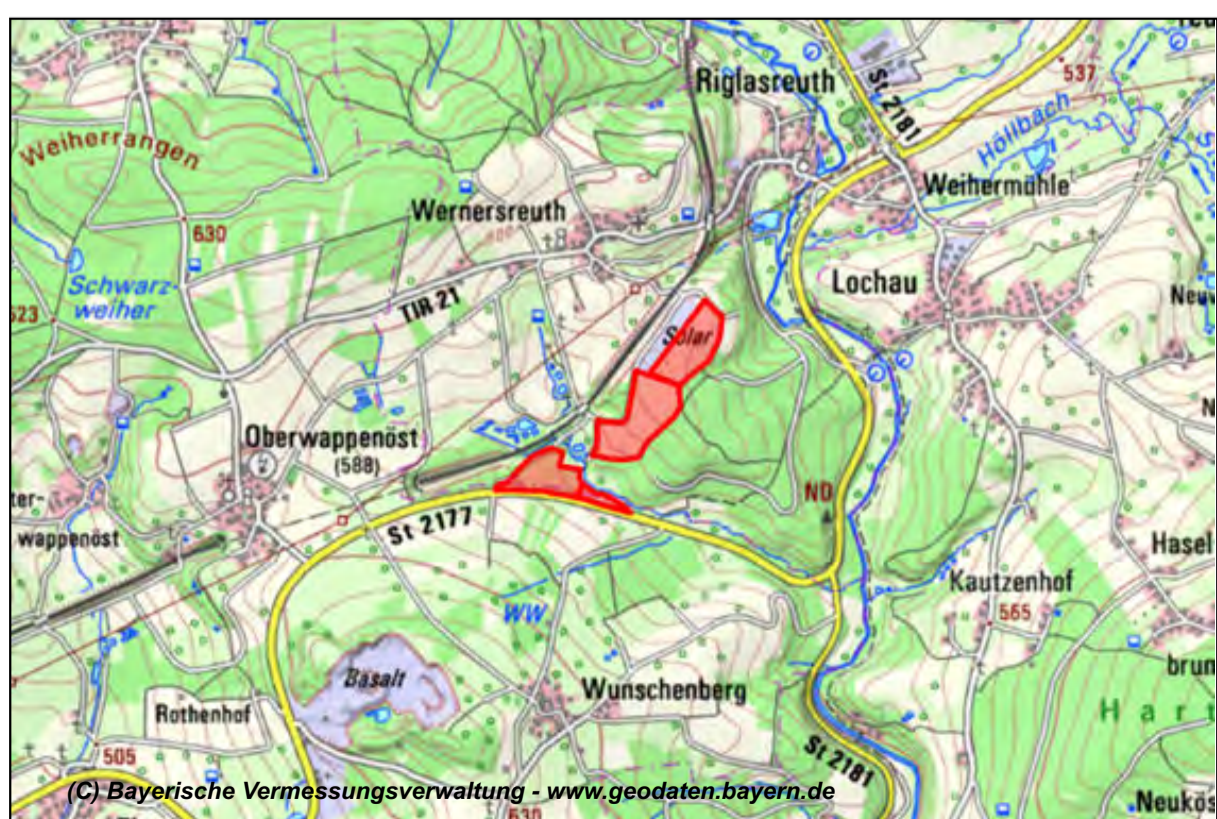 Riglasreuth
St 2181
537
Höllbach
Weiherrangen
Weihermühle
Wernersreuth
630
Schwarz-
weiher
TIR 21
Lochau
523
Solar
Oberwappenöst
(588)
ND
wappenöst
St 2177
Hasel
Kautzenhof
565
WW
Basalt
Wunschenberg
brun
Rothenhof
Hart
505
St 2181
(C) Bayerische Vermessungsverwaltung - www.geodaten.bayern.de
630
Neukös